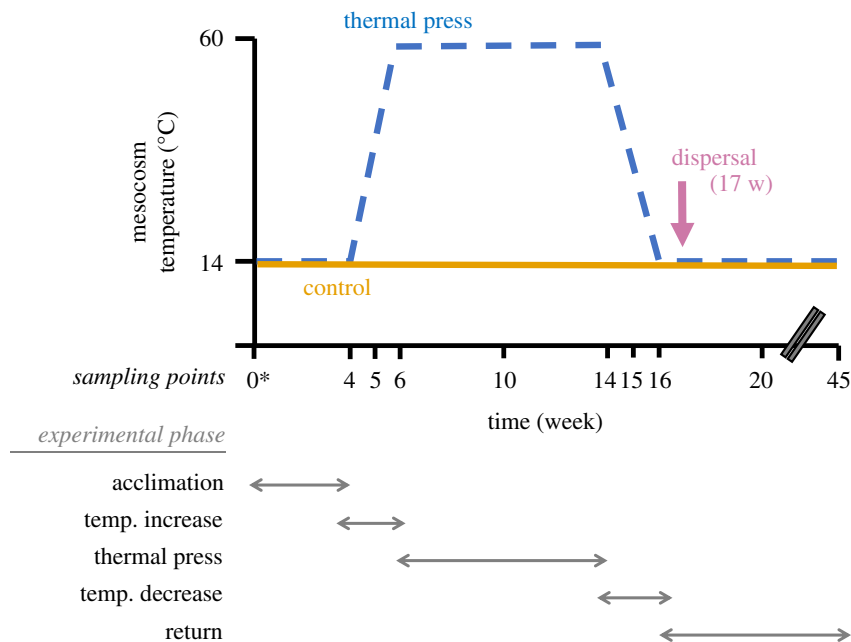 thermal press
60
mesocosm
temperature (°C)
dispersal
(17 w)
14
control
sampling points 0* 4 5 6 10 14 15 16 20 45
time (week)
experimental phase
acclimation
temp. increase
thermal press
temp. decrease
return